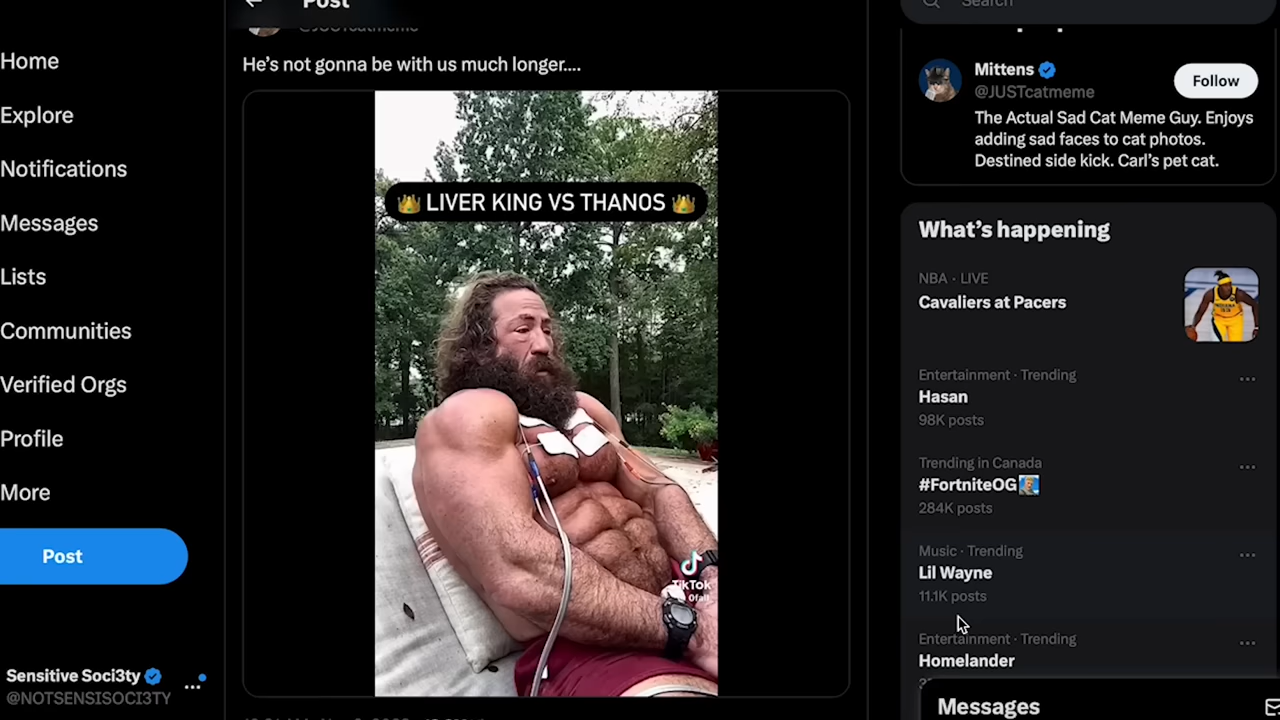 Post
Search
Home
Explore
Notifications
Messages
Lists
Communities
Verified Orgs
Profile
More
Post
Sensitive Soci3ty
@NOTSENSISOCI3TY
He's not gonna be with us much longer....
LIVER KING VS THANOS
TikTok
Mittens
@JUSTcatmeme
Follow
The Actual Sad Cat Meme Guy. Enjoys
adding sad faces to cat photos.
Destined side kick. Carl's pet cat.
What's happening
NBA · LIVE
Cavaliers at Pacers
Entertainment · Trending
Hasan
98K posts
Trending in Canada
#FortniteOG
284K posts
Music · Trending
Lil Wayne
11.1K posts
Entertainment · Trending
Homelander
Messages